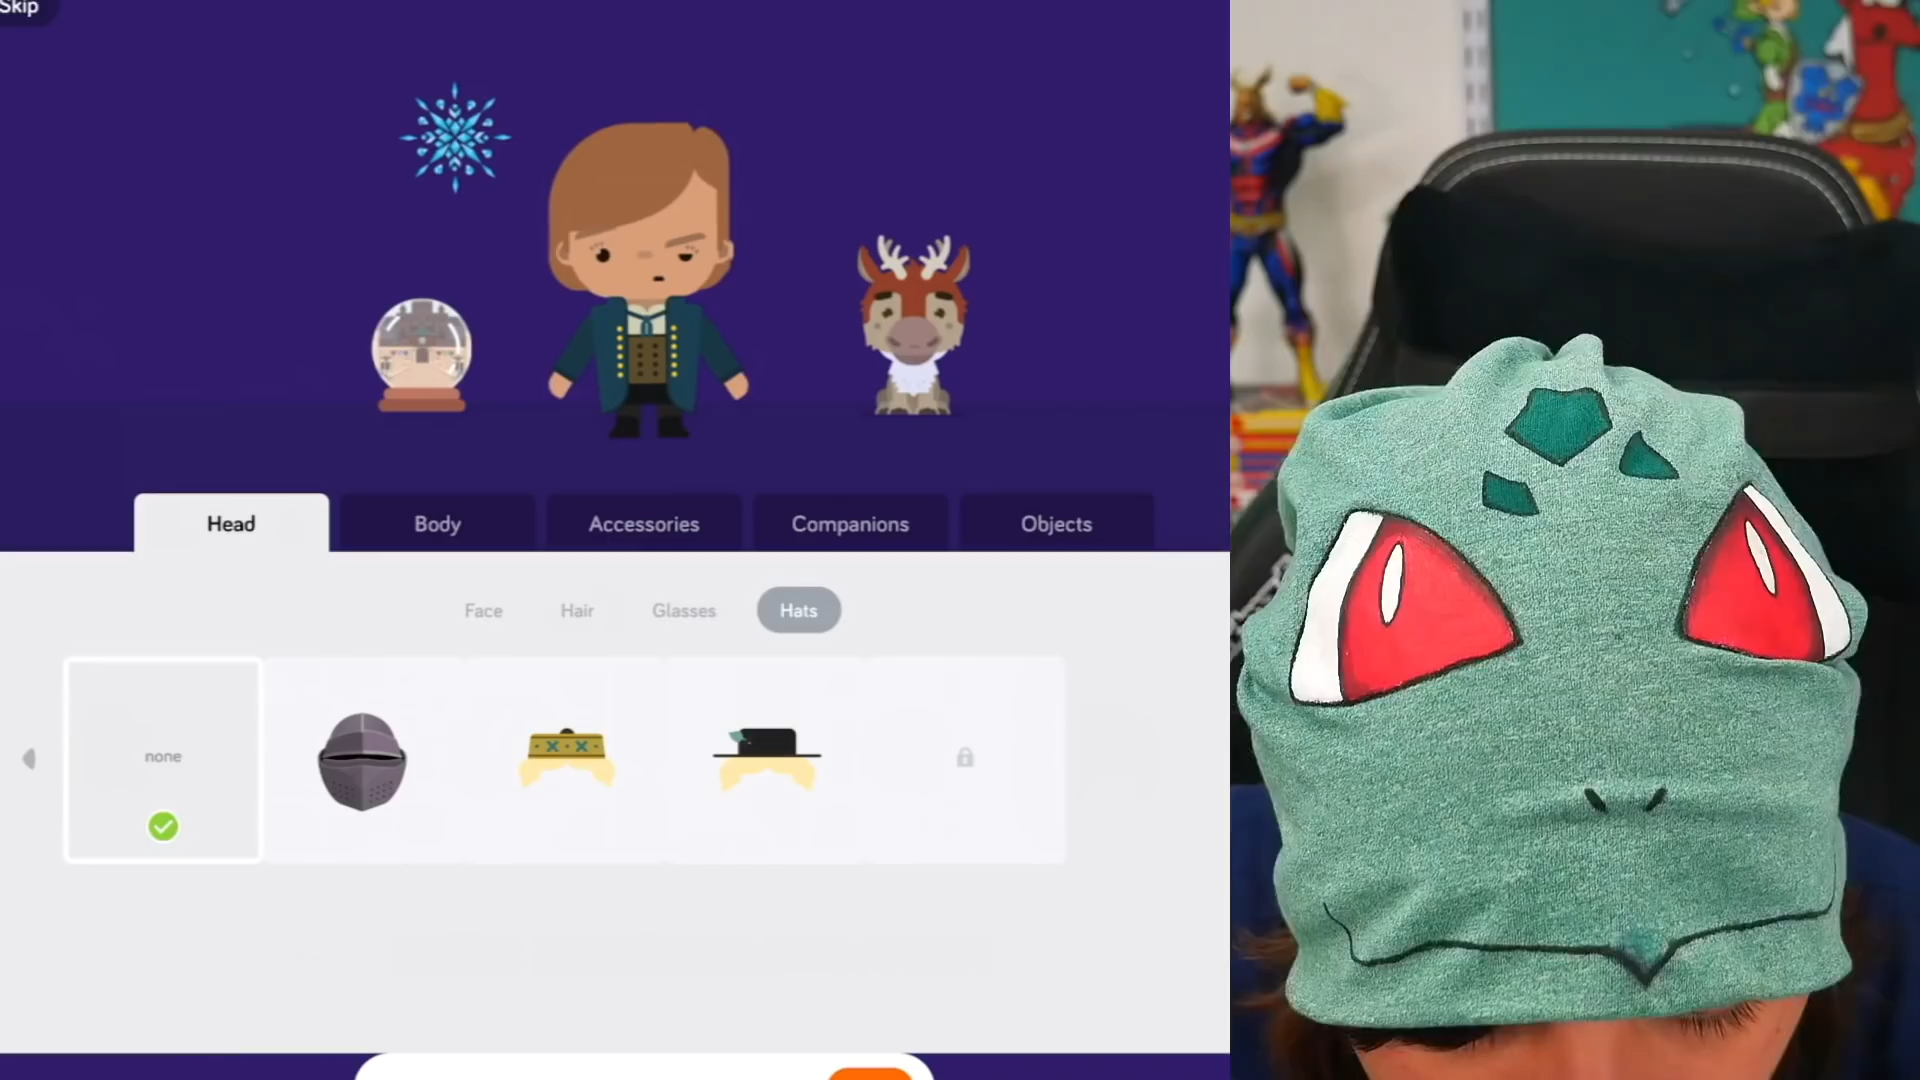 Skip
Head
Body
Accessories
Companions
Objects
Face
Hair
Glasses
Hats
none